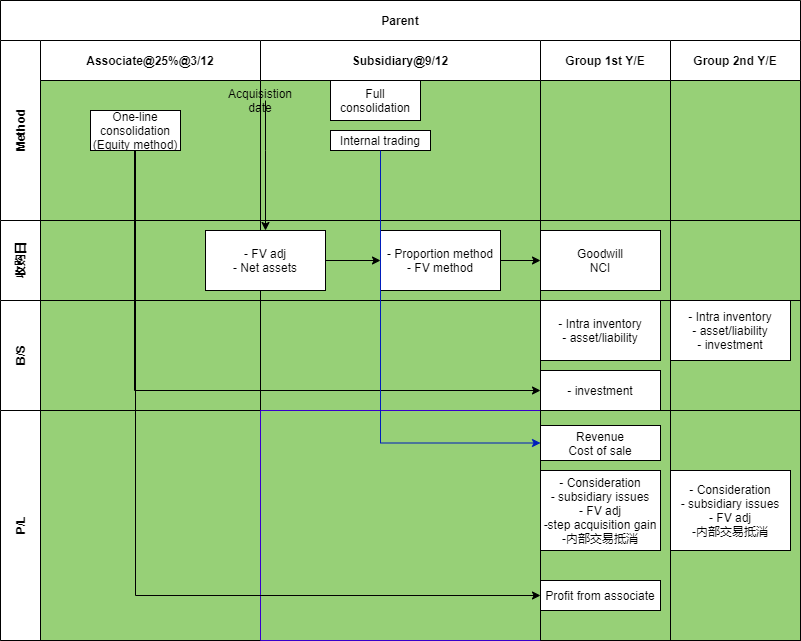 Parent
Associate@25%@3/12
Subsidiary@9/12
Group 1st Y/E
Group 2nd Y/E
Method
Acquisistion
date
One-line
consolidation
(Equity method)
Full
consolidation
Internal trading
收购日
- FV adj
- Net assets
- Proportion method
- FV method
Goodwill
NCI
B/S
- Intra inventory
- asset/liability
- Intra inventory
- asset/liability
- investment
- investment
P/L
Revenue
Cost of sale
- Consideration
- subsidiary issues
- FV adj
-step acquisition gain
-内部交易抵消
- Consideration
- subsidiary issues
- FV adj
-内部交易抵消
Profit from associate